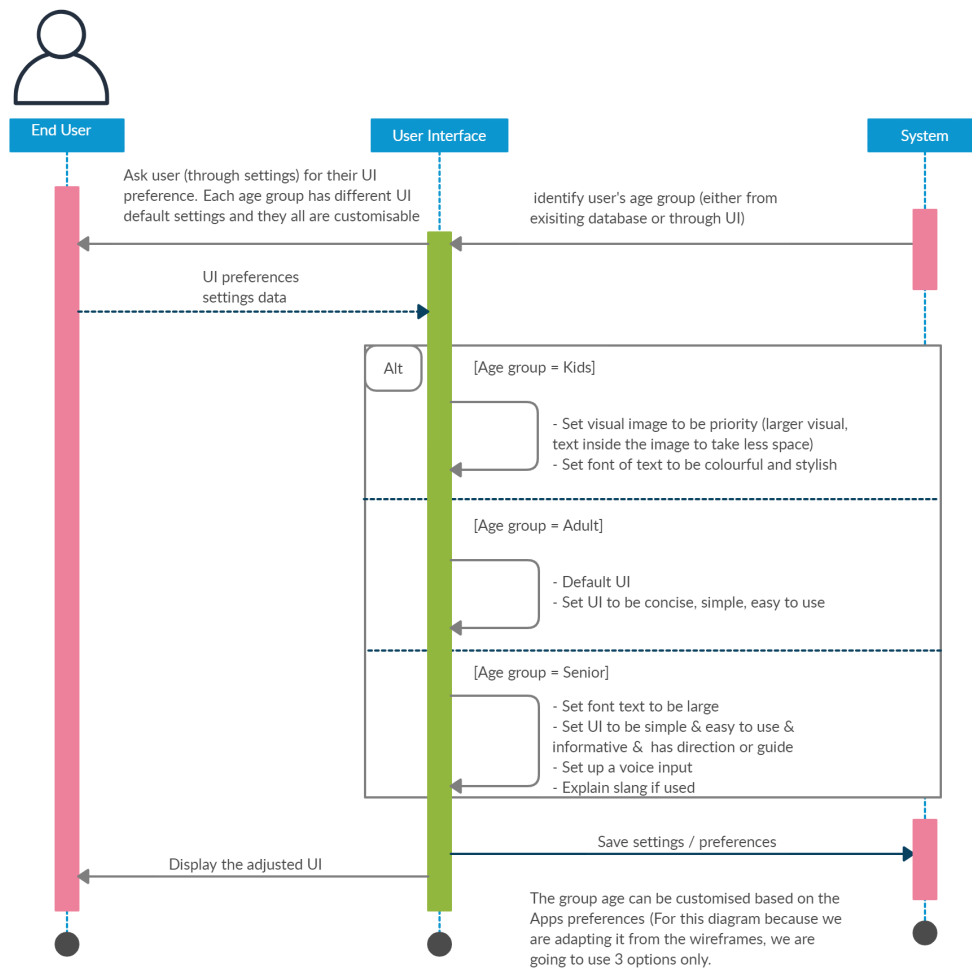 End User
User Interface
System
Ask user (through settings) for their UI
preference. Each age group has different UI
default settings and they all are customisable
identify user's age group (either from
exisiting database or through UI)
UI preferences
settings data
Alt
[Age group = Kids]
- Set visual image to be priority (larger visual,
text inside the image to take less space)
- Set font of text to be colourful and stylish
[Age group = Adult]
- Default UI
- Set UI to be concise, simple, easy to use
[Age group = Senior]
- Set font text to be large
- Set UI to be simple & easy to use &
informative & has direction or guide
- Set up a voice input
- Explain slang if used
Save settings / preferences
Display the adjusted UI
The group age can be customised based on the
Apps preferences (For this diagram because we
are adapting it from the wireframes, we are
going to use 3 options only.